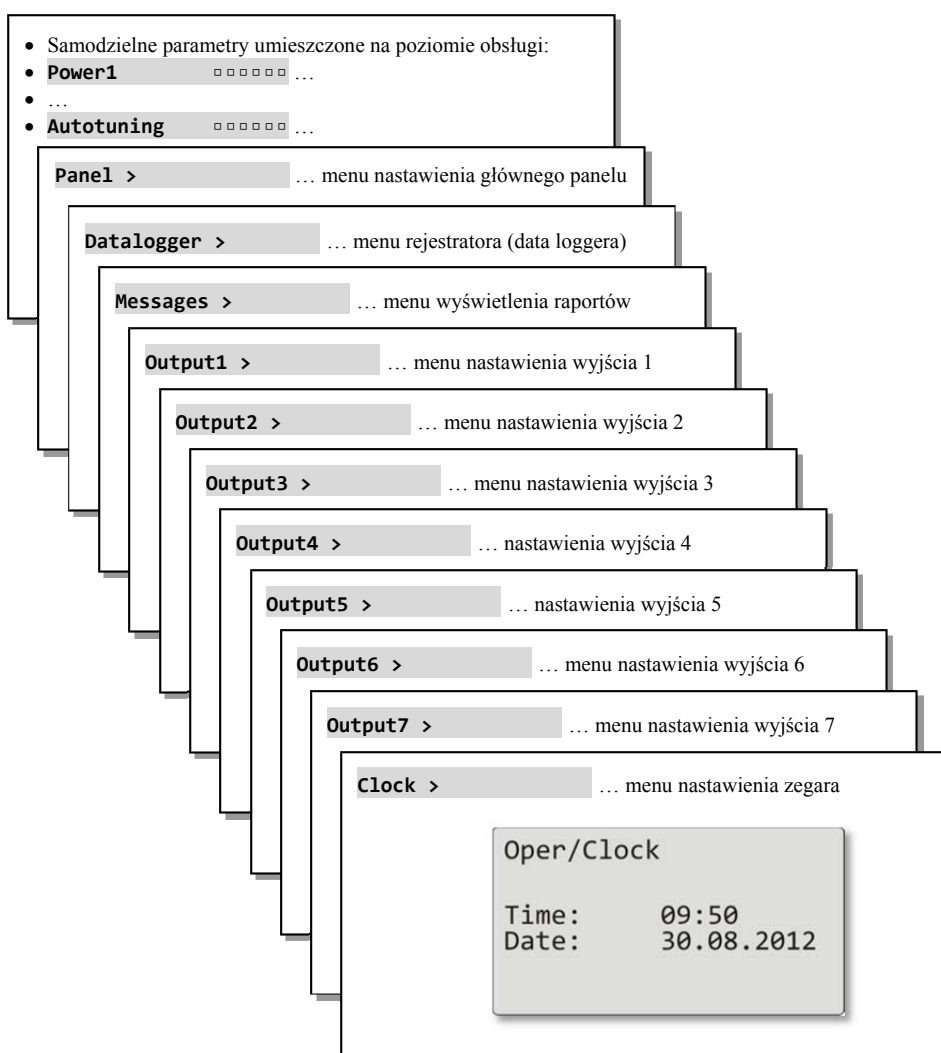 • Samodzielne parametry umieszczone na poziomie obsługi:
• Power1 □□□□□□ …
• …
• Autotuning □□□□□□ …
Panel > … menu nastawienia głównego panelu
Datalogger > … menu rejestratora (data loggera)
Messages > … menu wyświetlenia raportów
Output1 > … menu nastawienia wyjścia 1
Output2 > … menu nastawienia wyjścia 2
Output3 > … menu nastawienia wyjścia 3
Output4 > … nastawienia wyjścia 4
Output5 > … nastawienia wyjścia 5
Output6 > … menu nastawienia wyjścia 6
Output7 > … menu nastawienia wyjścia 7
Clock > … menu nastawienia zegara
Oper/Clock
Time: 09:50
Date: 30.08.2012